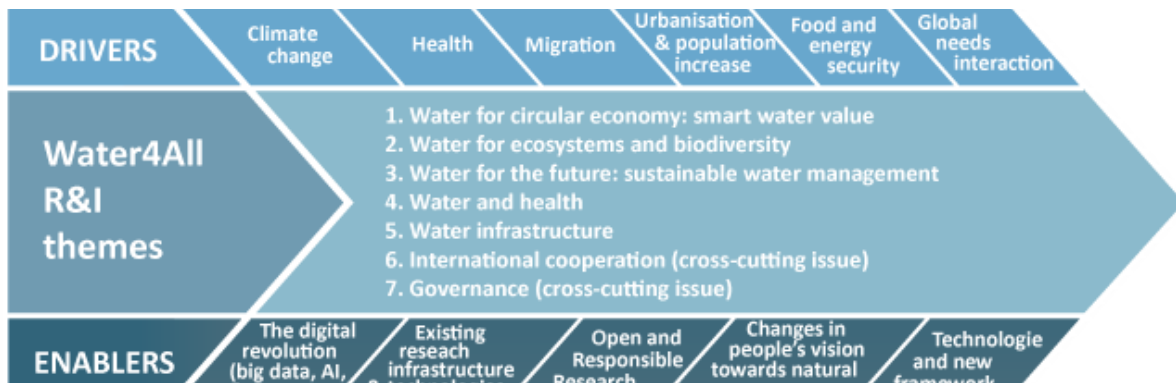 DRIVERS
Climate
change
Health
Migration
Urbanisation
& population
increase
Food and
energy
security
Global
needs
interaction
Water4All
R&I
themes
1. Water for circular economy: smart water value
2. Water for ecosystems and biodiversity
3. Water for the future: sustainable water management
4. Water and health
5. Water infrastructure
6. International cooperation (cross-cutting issue)
7. Governance (cross-cutting issue)
ENABLERS
The digital
revolution
(big data, AI,
Existing
reseach
infrastructure
Open and
Responsible
Research
Changes in
people's vision
towards natural
Technologie
and new
framework